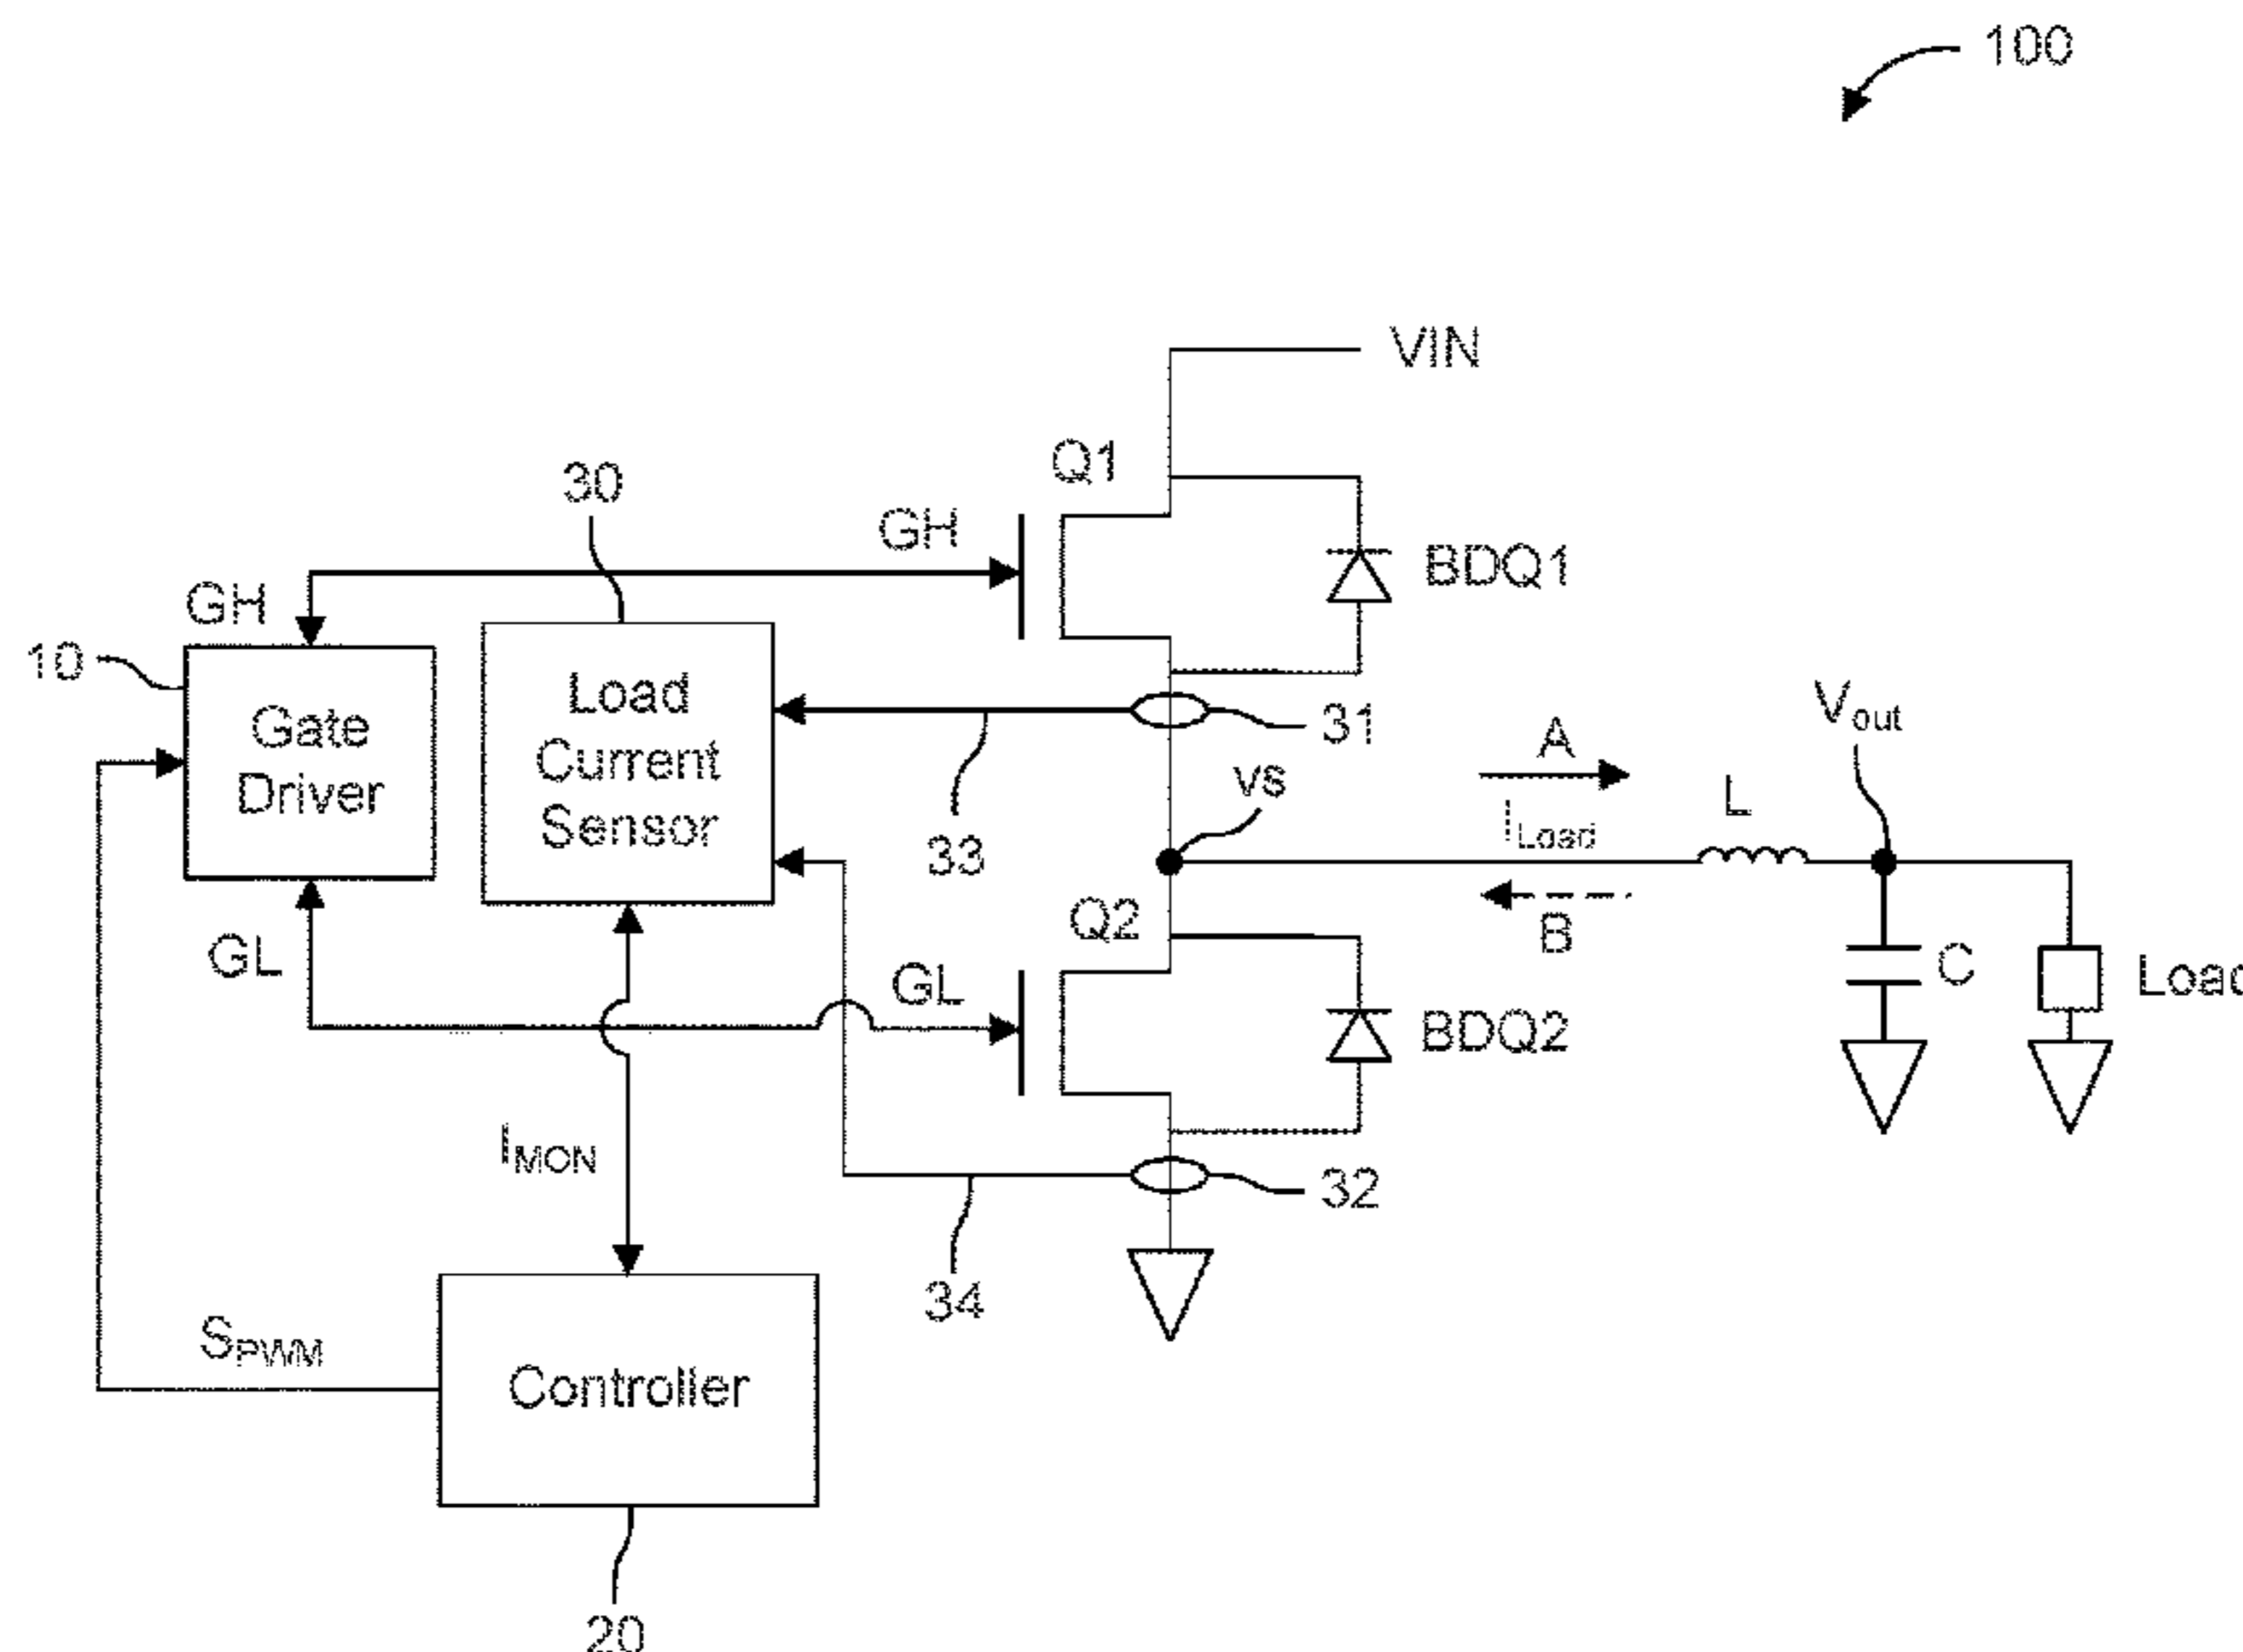 100
VIN
Q1
30
GH
GH
BDQ1
10
Gate
Driver
Load
Current
Sensor
31
33
vs
A
I Load
B
L
Vout
Q2
GL
GL
BDQ2
C
Load
IMON
32
34
SPWM
Controller
20